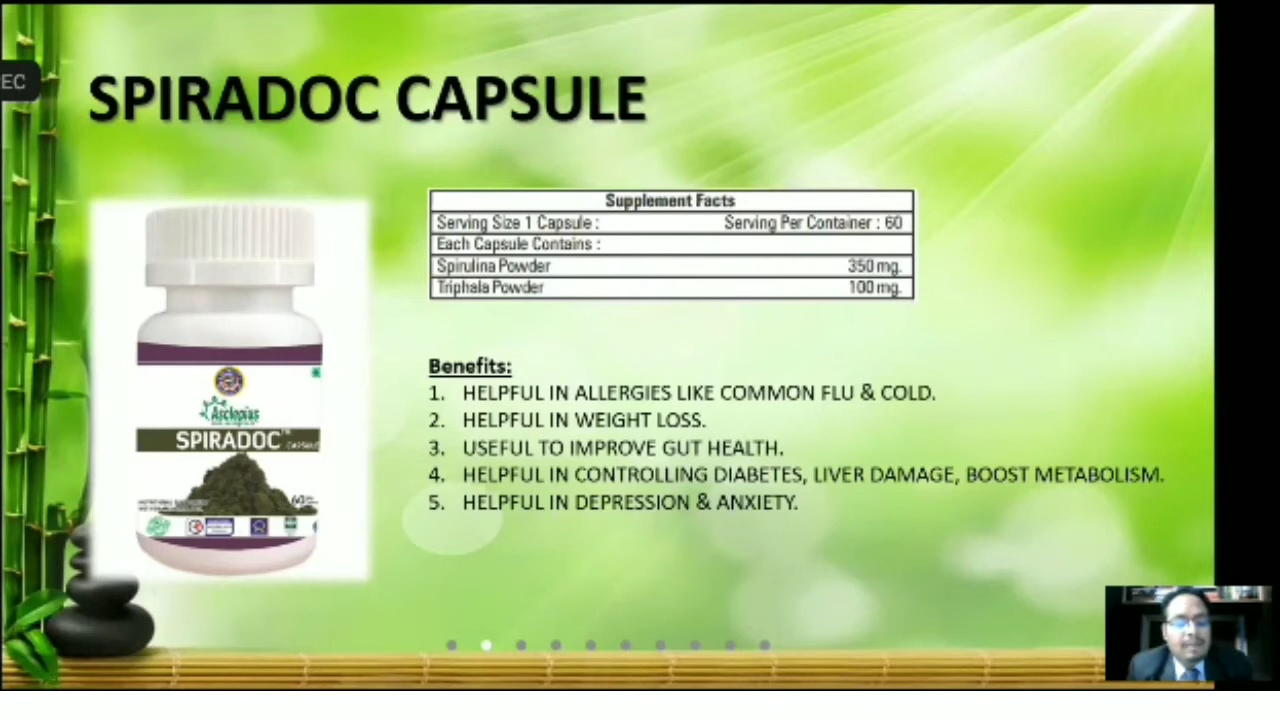 EC
SPIRADOC CAPSULE
Supplement Facts
Serving Size 1 Capsule : Serving Per Container : 60
Each Capsule Contains :
Spirulina Powder 350 mg.
Triphala Powder 100 mg.
Asclepius
SPIRADOC™ CAPSULE
60
Benefits:
1. HELPFUL IN ALLERGIES LIKE COMMON FLU & COLD.
2. HELPFUL IN WEIGHT LOSS.
3. USEFUL TO IMPROVE GUT HEALTH.
4. HELPFUL IN CONTROLLING DIABETES, LIVER DAMAGE, BOOST METABOLISM.
5. HELPFUL IN DEPRESSION & ANXIETY.